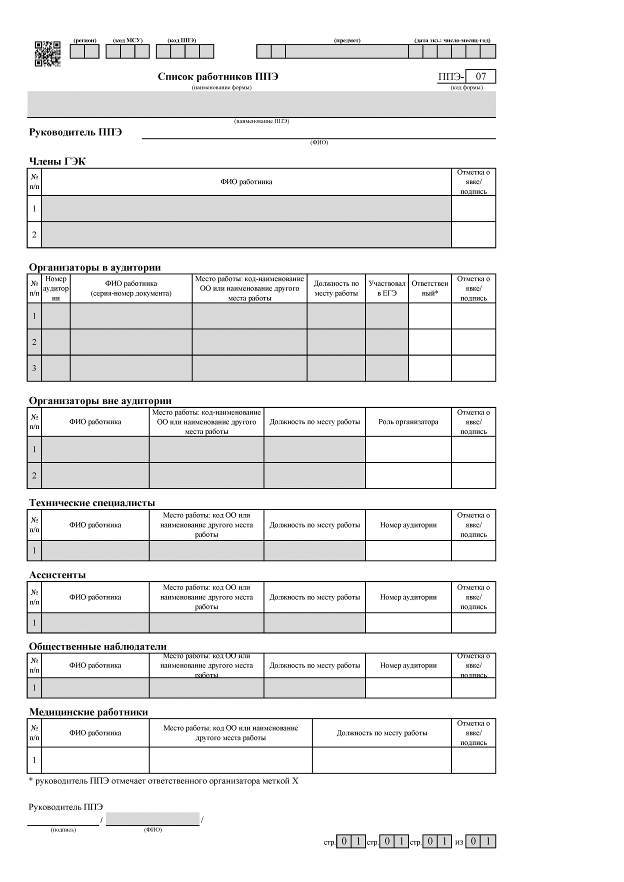 (регион) (код МСУ) (код ППЭ) (предмет) (дата экз.: число-месяц-год)
Список работников ППЭ ППЭ- 07
(наименование формы) (код формы)
(наименование ППЭ)
Руководитель ППЭ
(ФИО)
Члены ГЭК
№ п/п ФИО работника Отметка о явке/ подпись
1
2
Организаторы в аудитории
№ п/п Номер аудитор ии ФИО работника (серия-номер документа) Место работы: код-наименование ОО или наименование другого места работы Должность по месту работы Участвовал в ЕГЭ Ответствен ный* Отметка о явке/ подпись
1
2
3
Организаторы вне аудитории
№ п/п ФИО работника Место работы: код-наименование ОО или наименование другого места работы Должность по месту работы Роль организатора Отметка о явке/ подпись
1
2
Технические специалисты
№ п/п ФИО работника Место работы: код ОО или наименование другого места работы Должность по месту работы Номер аудитории Отметка о явке/ подпись
1
Ассистенты
№ п/п ФИО работника Место работы: код ОО или наименование другого места работы Должность по месту работы Номер аудитории Отметка о явке/ подпись
1
Общественные наблюдатели
№ п/п ФИО работника Место работы: код ОО или наименование другого места работы Должность по месту работы Номер аудитории Отметка о явке/ подпись
1
Медицинские работники
№ п/п ФИО работника Место работы: код ОО или наименование другого места работы Должность по месту работы Отметка о явке/ подпись
1
* руководитель ППЭ отмечает ответственного организатора меткой X
Руководитель ППЭ
/ /
(подпись) (ФИО)
стр. 0 1 стр. 0 1 стр. 0 1 из 0 1